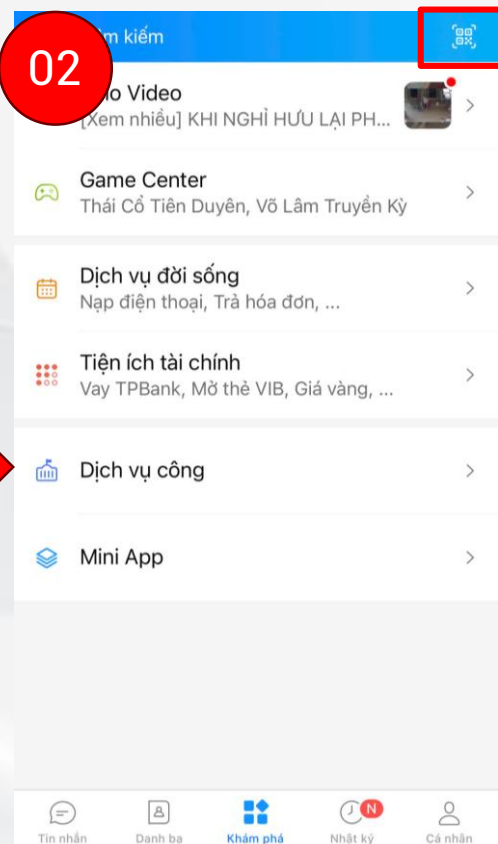 02
kiếm
Video
[Xem nhiều] KHI NGHỈ HƯU LẠI PH...
Game Center
Thái Cổ Tiên Duyên, Võ Lâm Truyền Kỳ
Dịch vụ đời sống
Nạp điện thoại, Trả hóa đơn, ...
Tiện ích tài chính
Vay TPBank, Mở thẻ VIB, Giá vàng, ...
Dịch vụ công
Mini App
N
Tin nhắn Danh bạ Khám phá Nhật ký Cá nhân